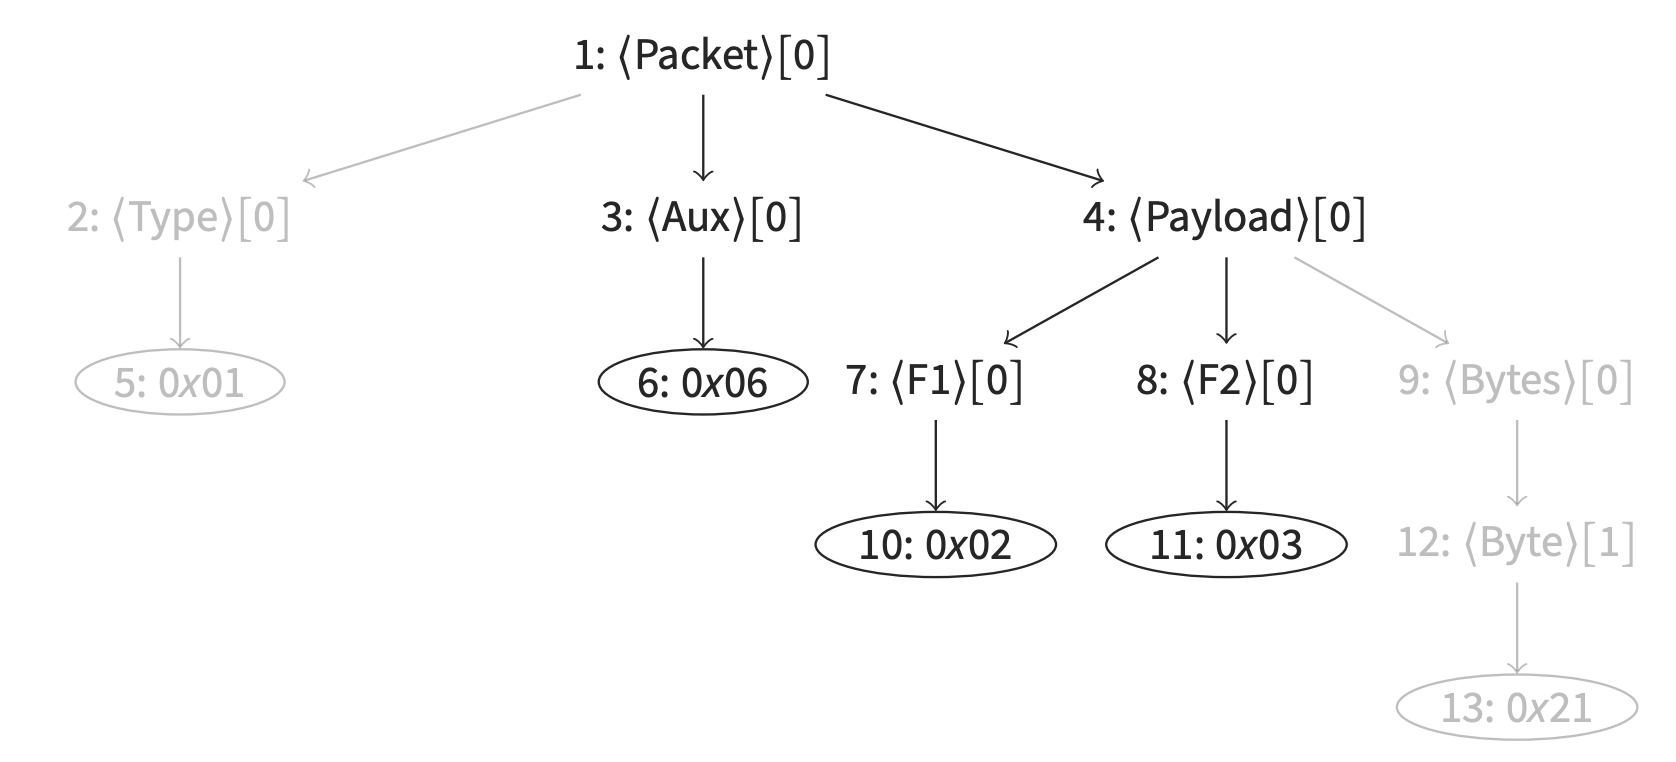 1: ⟨Packet⟩[0]
2: ⟨Type⟩[0] 3: ⟨Aux⟩[0] 4: ⟨Payload⟩[0]
5: 0x01 6: 0x06 7: ⟨F1⟩[0] 8: ⟨F2⟩[0] 9: ⟨Bytes⟩[0]
10: 0x02 11: 0x03 12: ⟨Byte⟩[1]
13: 0x21